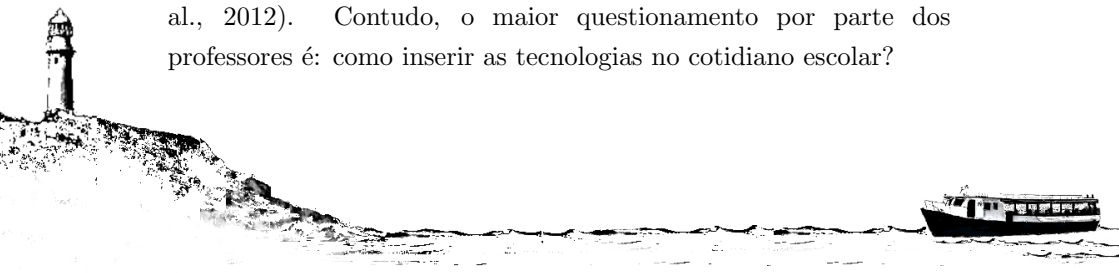 al., 2012). Contudo, o maior questionamento por parte dos
professores é: como inserir as tecnologias no cotidiano escolar?